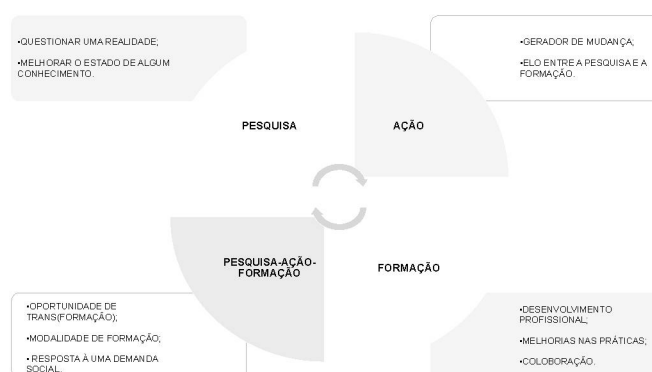 •QUESTIONAR UMA REALIDADE;
•MELHORAR O ESTADO DE ALGUM
CONHECIMENTO.
•GERADOR DE MUDANÇA;
•ELO ENTRE A PESQUISA E A
FORMAÇÃO.
PESQUISA
AÇÃO
PESQUISA-AÇÃO-
FORMAÇÃO
FORMAÇÃO
•OPORTUNIDADE DE
TRANS(FORMAÇÃO);
•MODALIDADE DE FORMAÇÃO;
• RESPOSTA À UMA DEMANDA
SOCIAL.
•DESENVOLVIMENTO
PROFISSIONAL;
•MELHORIAS NAS PRÁTICAS;
•COLOBORAÇÃO.